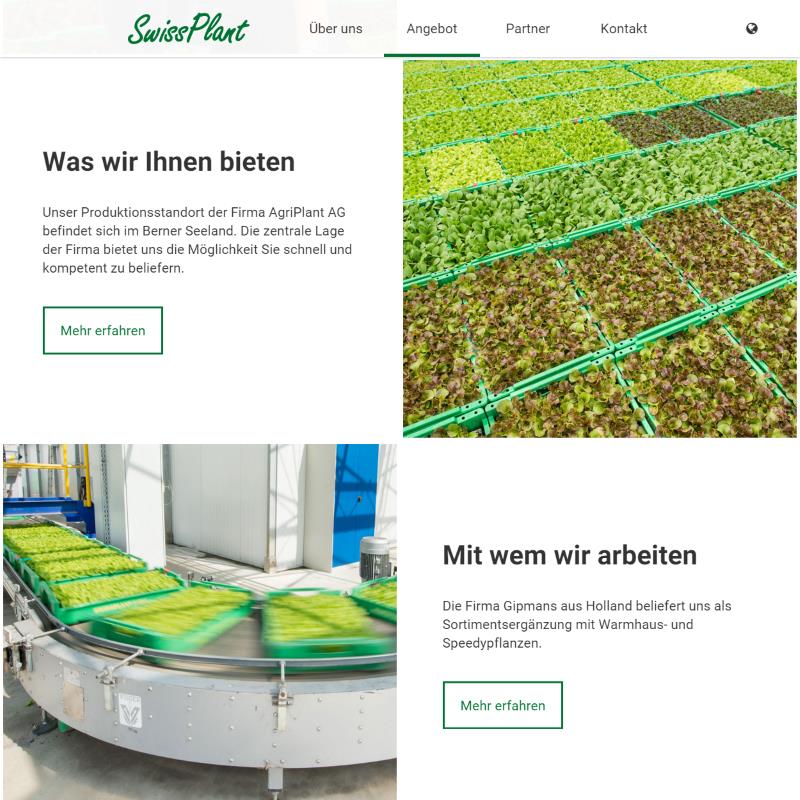 SwissPlant
Über uns
Angebot
Partner
Kontakt
Was wir Ihnen bieten
Unser Produktionsstandort der Firma AgriPlant AG
befindet sich im Berner Seeland. Die zentrale Lage
der Firma bietet uns die Möglichkeit Sie schnell und
kompetent zu beliefern.
Mehr erfahren
Mit wem wir arbeiten
Die Firma Gipmans aus Holland beliefert uns als
Sortimentsergänzung mit Warmhaus- und
Speedypflanzen.
Mehr erfahren